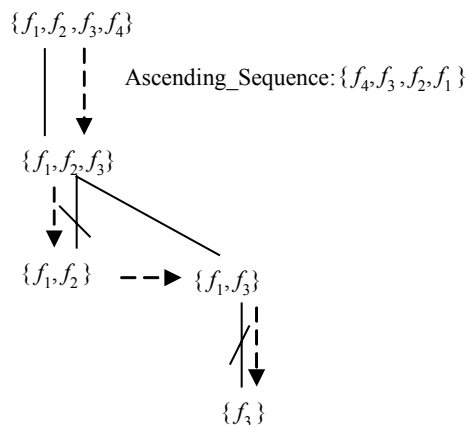 {f₁,f₂,f₃,f₄}
Ascending_Sequence:{f₄,f₃,f₂,f₁}
{f₁,f₂,f₃}
{f₁,f₂}
{f₁,f₃}
{f₃}